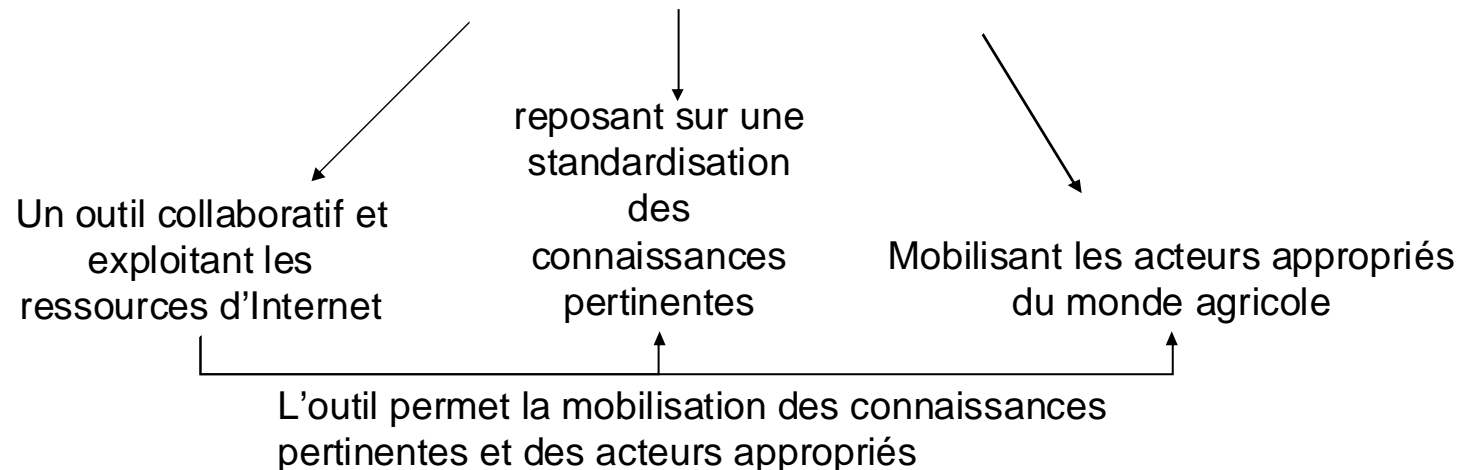 Un outil collaboratif et
exploitant les
ressources d’Internet
reposant sur une
standardisation
des
connaissances
pertinentes
Mobilisant les acteurs appropriés
du monde agricole
L’outil permet la mobilisation des connaissances
pertinentes et des acteurs appropriés